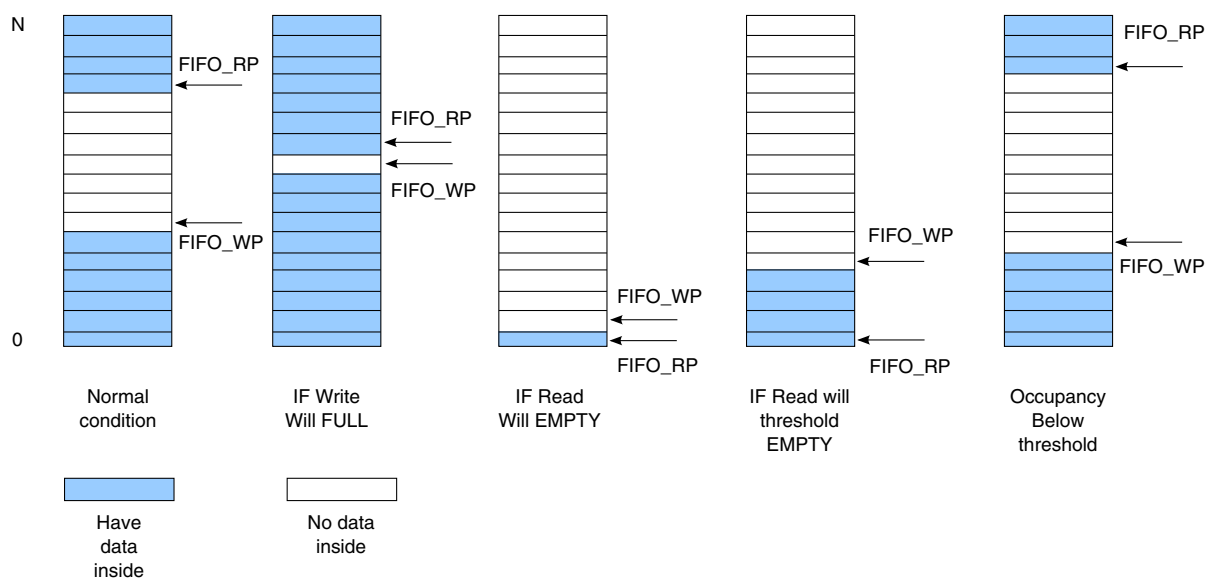 N
FIFO_RP
FIFO_WP
FIFO_RP
FIFO_WP
FIFO_WP
FIFO_RP
FIFO_WP
FIFO_RP
FIFO_RP
FIFO_WP
0
Normal
condition
IF Write
Will FULL
IF Read
Will EMPTY
IF Read will
threshold
EMPTY
Occupancy
Below
threshold
Have
data
inside
No data
inside